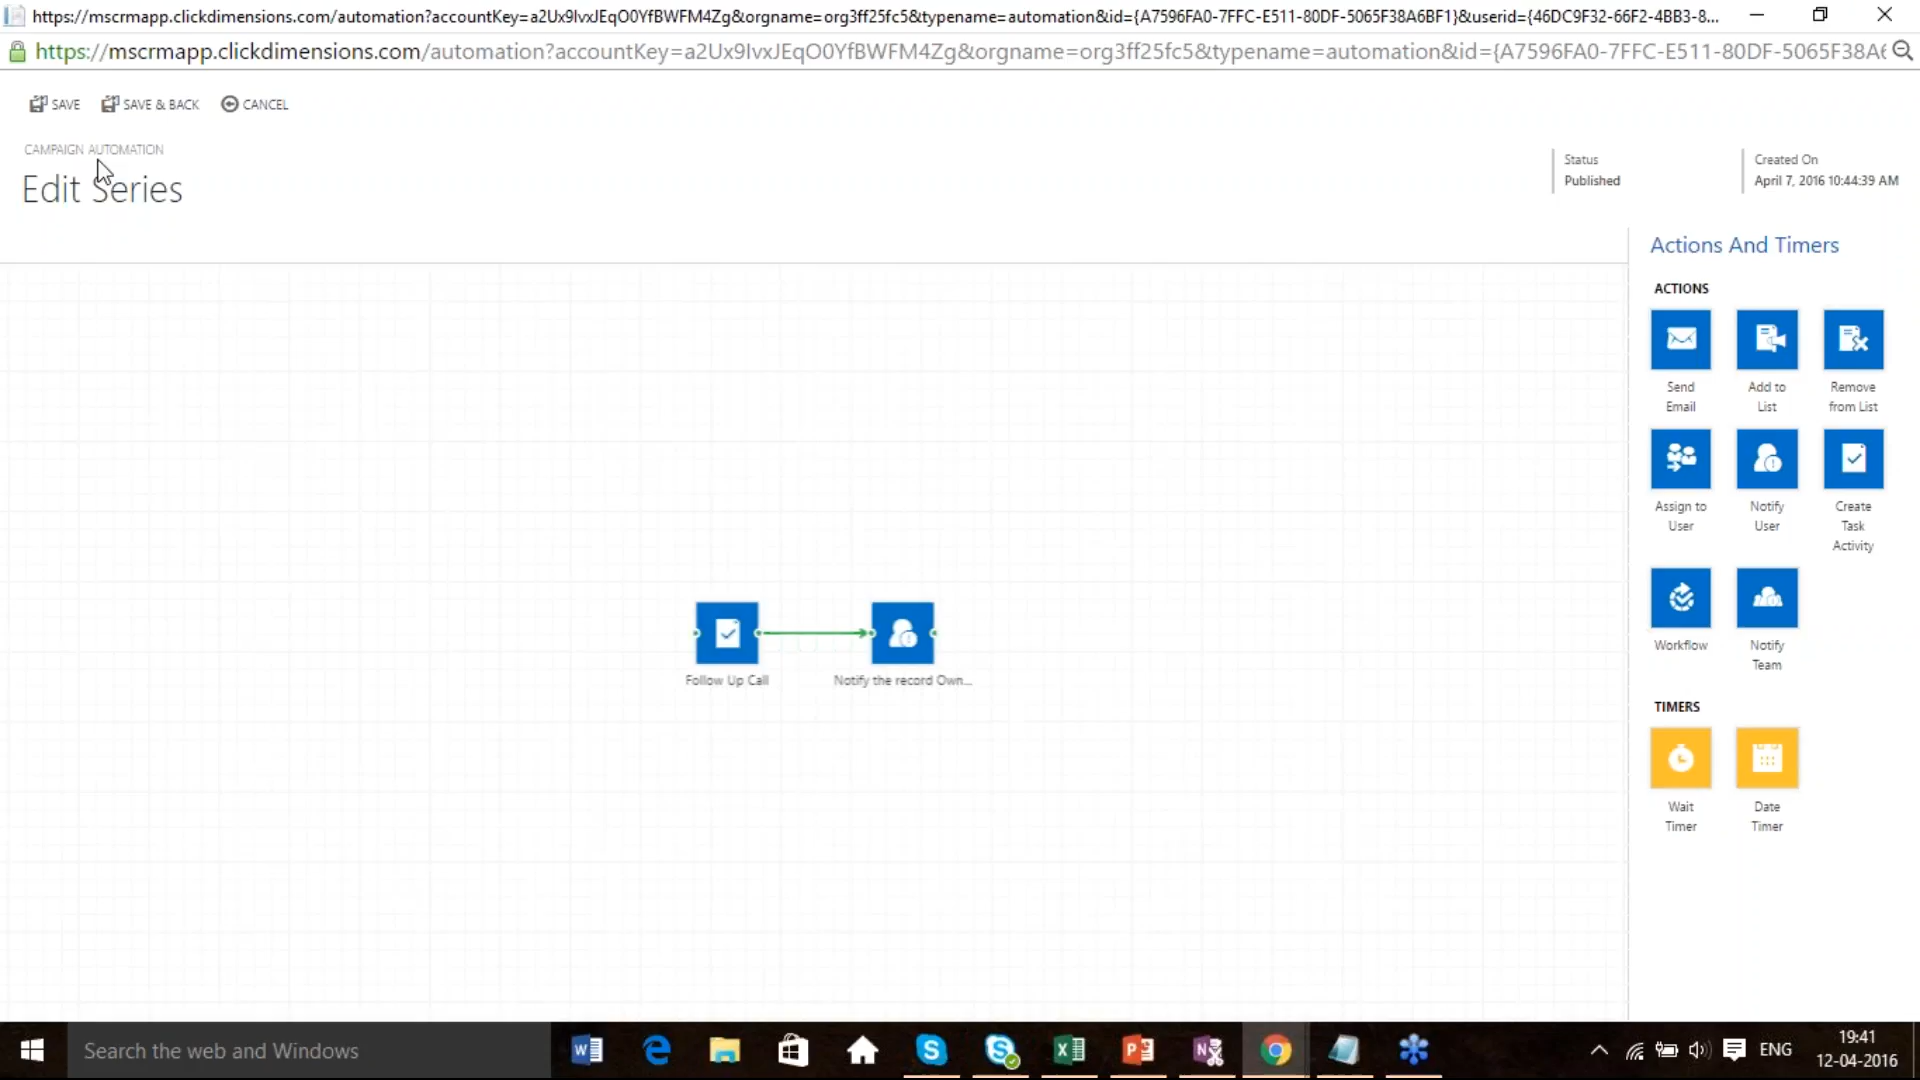 https://mscrmapp.clickdimensions.com/automation?accountKey=a2Ux9IvxJEqO0YfBWFM4Zg&orgname=org3ff25fc5&typename=automation&id={A7596FA0-7FFC-E511-80DF-5065F38A6BF1}&userid={46DC9F32-66F2-4BB3-8...
https://mscrmapp.clickdimensions.com/automation?accountKey=a2Ux9IvxJEqO0YfBWFM4Zg&orgname=org3ff25fc5&typename=automation&id={A7596FA0-7FFC-E511-80DF-5065F38A6
SAVE SAVE & BACK CANCEL
CAMPAIGN AUTOMATION
Edit Series
Status
Published
Created On
April 7, 2016 10:44:39 AM
Actions And Timers
ACTIONS
Send Email
Add to List
Remove from List
Assign to User
Notify User
Create Task Activity
Workflow
Notify Team
TIMERS
Wait Timer
Date Timer
Follow Up Call
Notify the record Own...
Search the web and Windows
ENG
19:41
12-04-2016